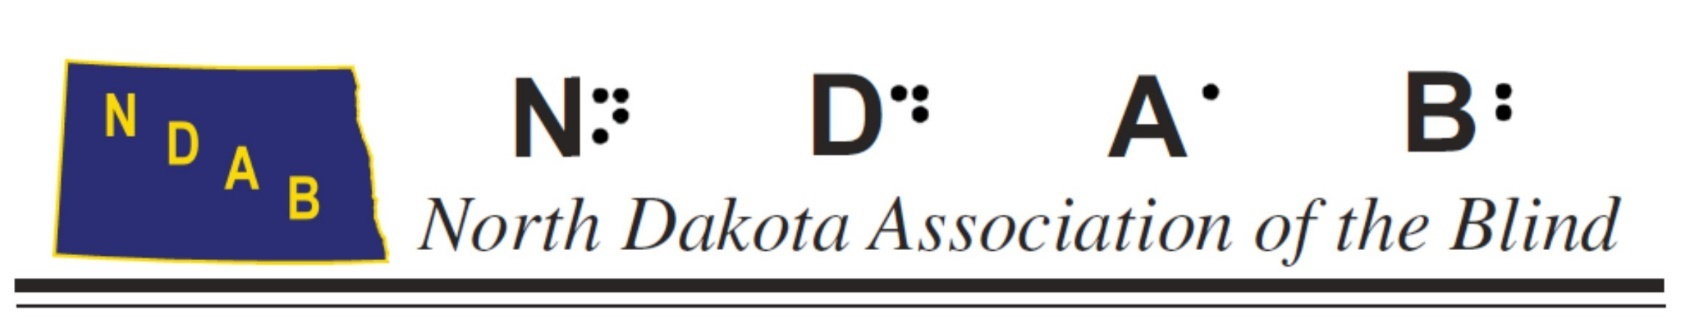 N D A B
N⠝ D⠙ A⠁ B⠃
North Dakota Association of the Blind